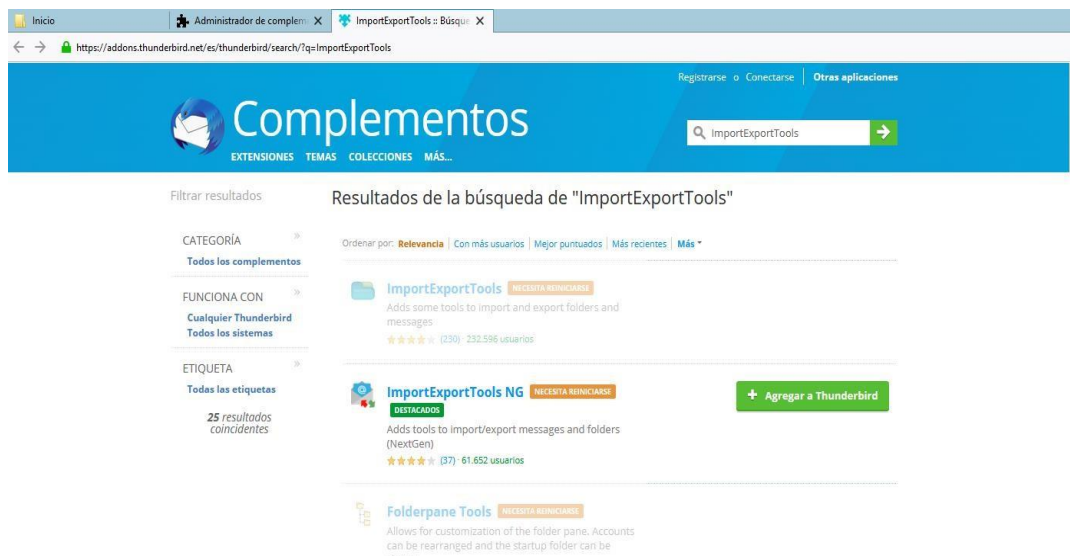 Inicio
Administrador de complem
ImportExportTools :: Búsqu
https://addons.thunderbird.net/es/thunderbird/search/?q=ImportExportTools
Registrarse o Conectarse | Otras aplicaciones
Complementos
ImportExportTools
EXTENSIONES TEMAS COLECCIONES MÁS...
Filtrar resultados
CATEGORÍA
Todos los complementos
FUNCIONA CON
Cualquier Thunderbird
Todos los sistemas
ETIQUETA
Todas las etiquetas
25 resultados
coincidentes
Resultados de la búsqueda de "ImportExportTools"
Ordenar por: Relevancia | Con más usuarios | Mejor puntuados | Más recientes | Más
ImportExportTools NECESITA REINICIARSE
Adds some tools to import and export folders and
messages
(230) · 232.596 usuarios
ImportExportTools NG NECESITA REINICIARSE
DESTACADOS
Adds tools to import/export messages and folders
(NextGen)
(37) · 61.652 usuarios
+ Agregar a Thunderbird
Folderpane Tools NECESITA REINICIARSE
Allows for customization of the folder pane. Accounts
can be rearranged and the startup folder can be